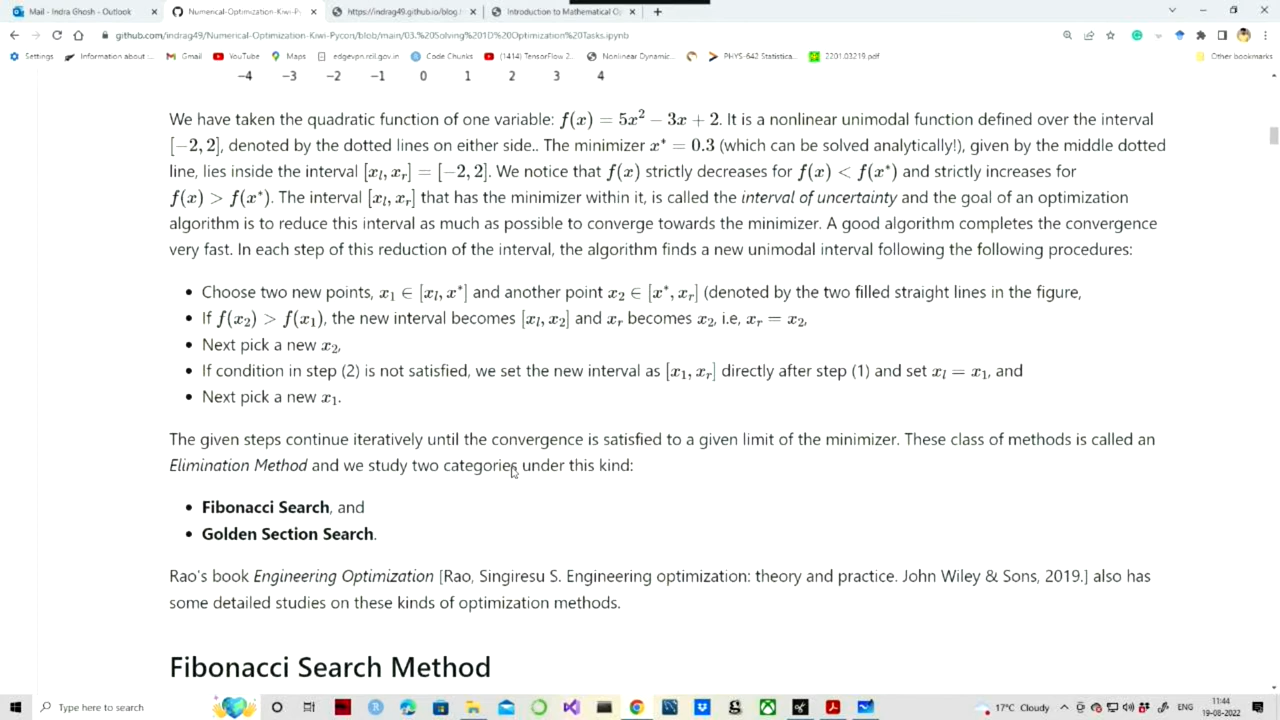 Mail - Indra Ghosh - Outlook
Numerical-Optimization-Kiwi-Py
https://indrag49.github.io/blog.h
Introduction to Mathematical O
github.com/indrag49/Numerical-Optimization-Kiwi-Pycon/blob/main/03.%20Solving%201D%20Optimization%20Tasks.ipynb
Settings Information about ... Gmail YouTube Maps edgevpn.rcil.gov.in Code Chunks (1414) TensorFlow 2... Nonlinear Dynamic... PHYS-642 Statistica... 2201.03219.pdf Other bookmarks
−4 −3 −2 −1 0 1 2 3 4
We have taken the quadratic function of one variable: f(x) = 5x² − 3x + 2. It is a nonlinear unimodal function defined over the interval
[−2, 2], denoted by the dotted lines on either side.. The minimizer x* = 0.3 (which can be solved analytically!), given by the middle dotted
line, lies inside the interval [xₗ, xᵣ] = [−2, 2]. We notice that f(x) strictly decreases for f(x) < f(x*) and strictly increases for
f(x) > f(x*). The interval [xₗ, xᵣ] that has the minimizer within it, is called the interval of uncertainty and the goal of an optimization
algorithm is to reduce this interval as much as possible to converge towards the minimizer. A good algorithm completes the convergence
very fast. In each step of this reduction of the interval, the algorithm finds a new unimodal interval following the following procedures:
• Choose two new points, x₁ ∈ [xₗ, x*] and another point x₂ ∈ [x*, xᵣ] (denoted by the two filled straight lines in the figure,
• If f(x₂) > f(x₁), the new interval becomes [xₗ, x₂] and xᵣ becomes x₂, i.e, xᵣ = x₂,
• Next pick a new x₂,
• If condition in step (2) is not satisfied, we set the new interval as [x₁, xᵣ] directly after step (1) and set xₗ = x₁, and
• Next pick a new x₁.
The given steps continue iteratively until the convergence is satisfied to a given limit of the minimizer. These class of methods is called an
Elimination Method and we study two categories under this kind:
• Fibonacci Search, and
• Golden Section Search.
Rao's book Engineering Optimization [Rao, Singiresu S. Engineering optimization: theory and practice. John Wiley & Sons, 2019.] also has
some detailed studies on these kinds of optimization methods.
Fibonacci Search Method
Type here to search
17°C Cloudy
11:44
19-08-2022